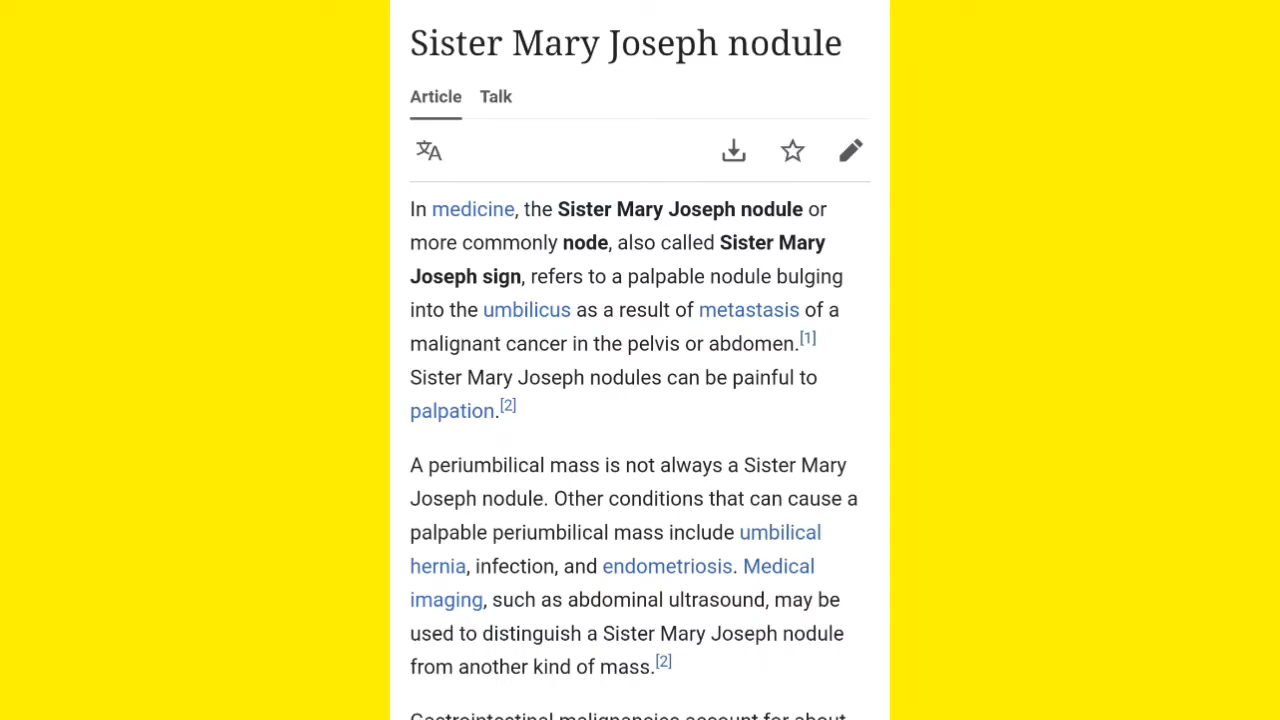 Sister Mary Joseph nodule
Article Talk
In medicine, the Sister Mary Joseph nodule or
more commonly node, also called Sister Mary
Joseph sign, refers to a palpable nodule bulging
into the umbilicus as a result of metastasis of a
malignant cancer in the pelvis or abdomen.[1]
Sister Mary Joseph nodules can be painful to
palpation.[2]
A periumbilical mass is not always a Sister Mary
Joseph nodule. Other conditions that can cause a
palpable periumbilical mass include umbilical
hernia, infection, and endometriosis. Medical
imaging, such as abdominal ultrasound, may be
used to distinguish a Sister Mary Joseph nodule
from another kind of mass.[2]
Gastrointestinal malignancies account for about